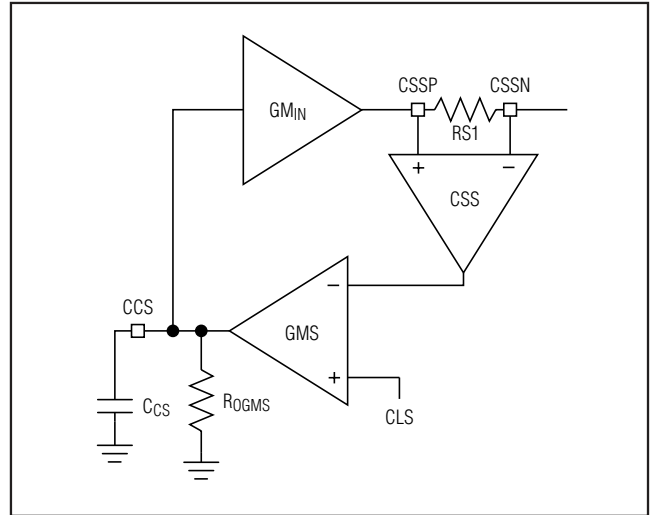 GMIN
CSSP
CSSN
RS1
+
−
CSS
CCS
−
GMS
+
CLS
CCS
ROGMS